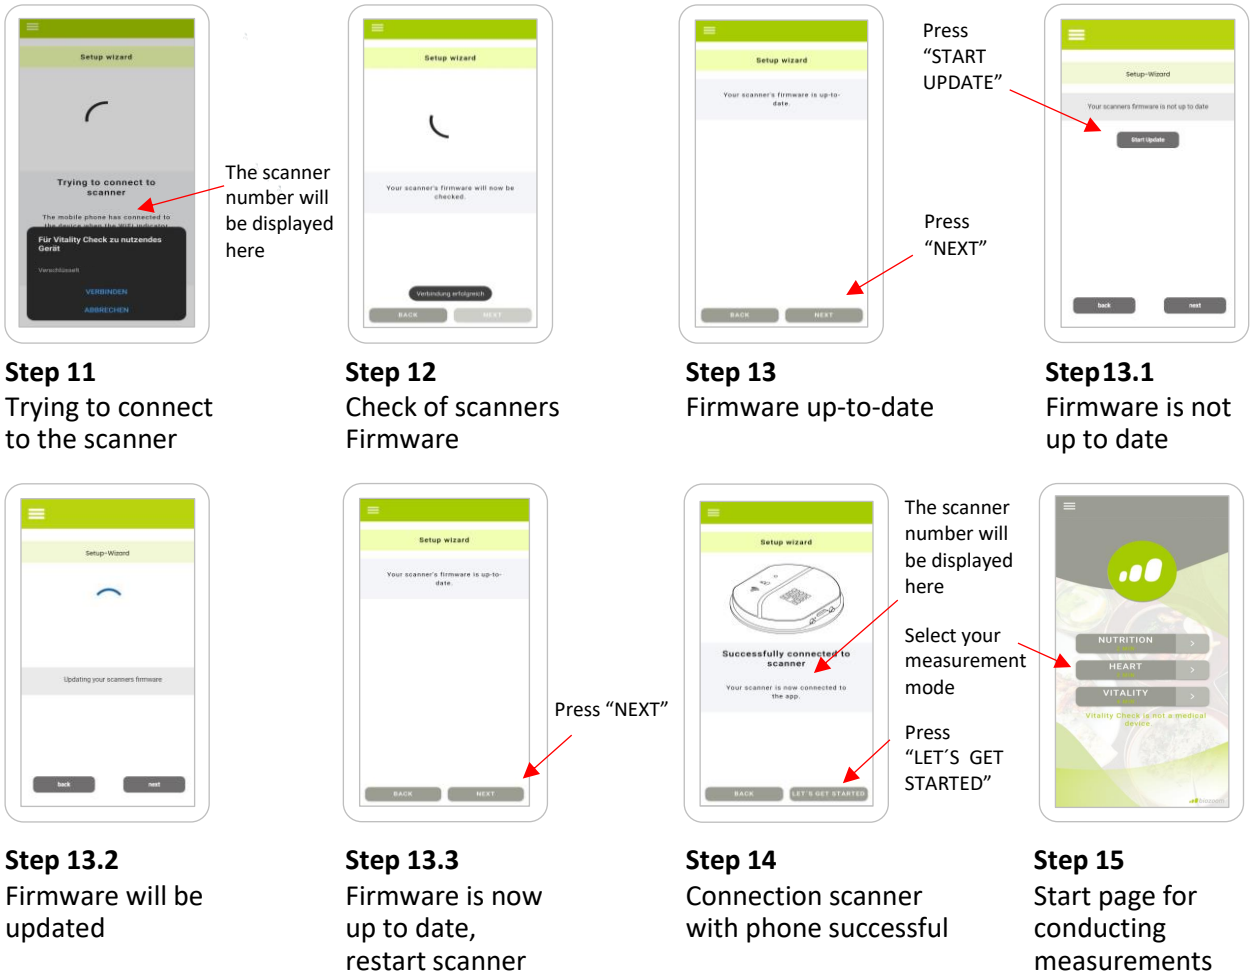 Setup wizard
Trying to connect to
scanner
The mobile phone has connected to
the device when the WiFi indicator
Für Vitality Check zu nutzendes
Gerät
Verschlüsselt
VERBINDEN
ABBRECHEN
The scanner
number will
be displayed
here
Step 11
Trying to connect
to the scanner
Setup wizard
Your scanner's firmware will now be
checked.
Verbindung erfolgreich
BACK
NEXT
Step 12
Check of scanners
Firmware
Setup wizard
Your scanner's firmware is up-to-
date.
BACK
NEXT
Press
“NEXT”
Step 13
Firmware up-to-date
Press
“START
UPDATE”
Setup-Wizard
Your scanners firmware is not up to date
Start Update
back
next
Step 13.1
Firmware is not
up to date
Setup-Wizard
Updating your scanners firmware
back
next
Step 13.2
Firmware will be
updated
Setup wizard
Your scanner's firmware is up-to-
date.
BACK
NEXT
Press “NEXT”
Step 13.3
Firmware is now
up to date,
restart scanner
Setup wizard
Successfully connected to
scanner
Your scanner is now connected to
the app.
BACK
LET'S GET STARTED
The scanner
number will
be displayed
here
Press
“LET´S GET
STARTED”
Step 14
Connection scanner
with phone successful
Select your
measurement
mode
NUTRITION
HEART
VITALITY
Vitality Check is not a medical
device.
Step 15
Start page for
conducting
measurements